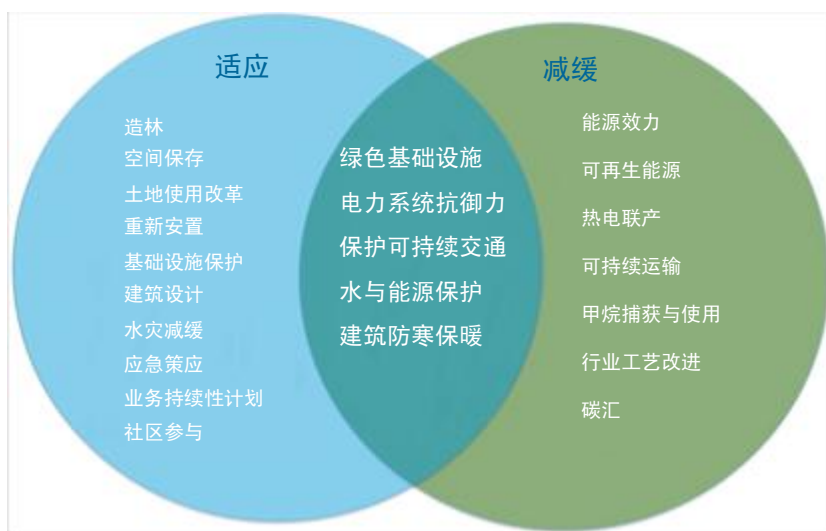 适应
造林
空间保存
土地使用改革
重新安置
基础设施保护
建筑设计
水灾减缓
应急策应
业务持续性计划
社区参与
绿色基础设施
电力系统抗御力
保护可持续交通
水与能源保护
建筑防寒保暖
减缓
能源效力
可再生能源
热电联产
可持续运输
甲烷捕获与使用
行业工艺改进
碳汇